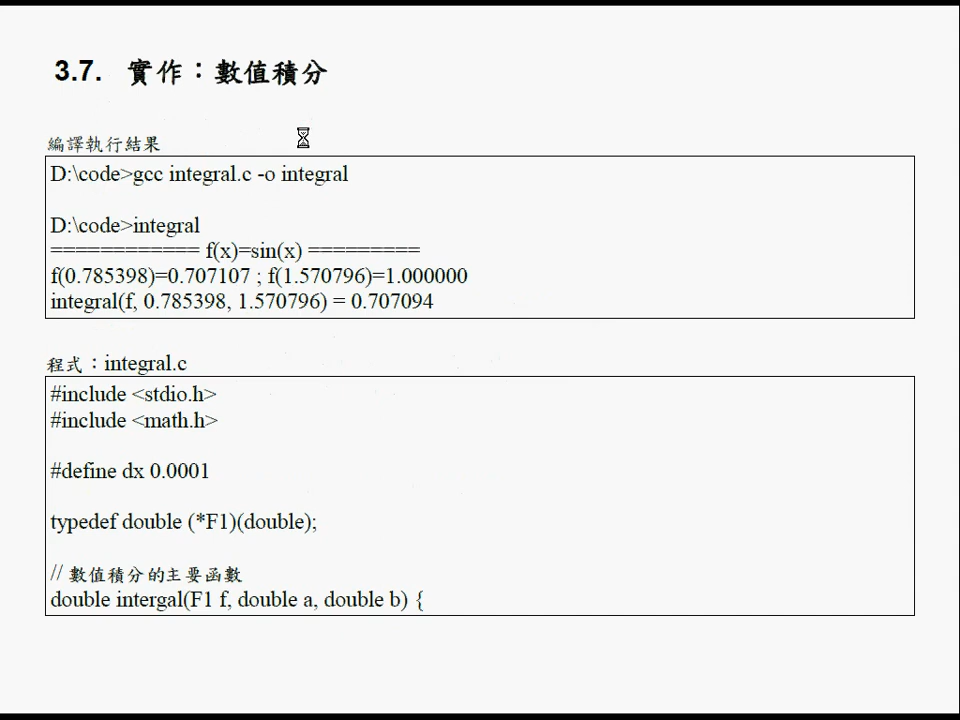 3.7. 實作：數值積分
編譯執行結果
D:\code>gcc integral.c -o integral
D:\code>integral
============ f(x)=sin(x) =========
f(0.785398)=0.707107 ; f(1.570796)=1.000000
integral(f, 0.785398, 1.570796) = 0.707094
程式：integral.c
#include <stdio.h>
#include <math.h>
#define dx 0.0001
typedef double (*F1)(double);
// 數值積分的主要函數
double intergal(F1 f, double a, double b) {